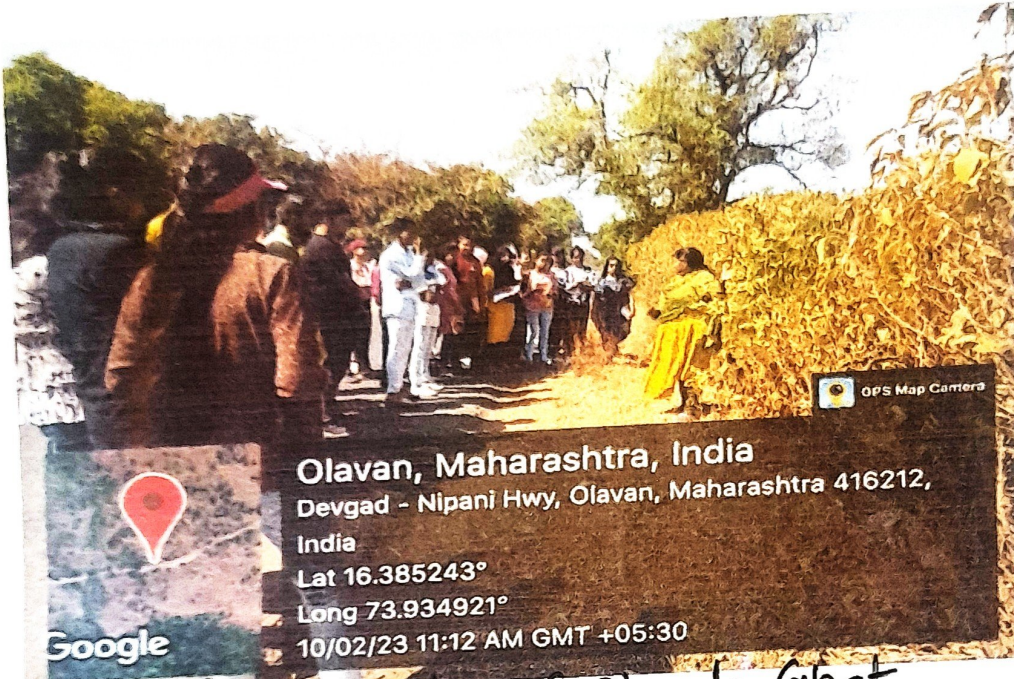 GPS Map Camera
Olavan, Maharashtra, India
Devgad - Nipani Hwy, Olavan, Maharashtra 416212,
India
Lat 16.385243°
Long 73.934921°
10/02/23 11:12 AM GMT +05:30
Google
Ghat